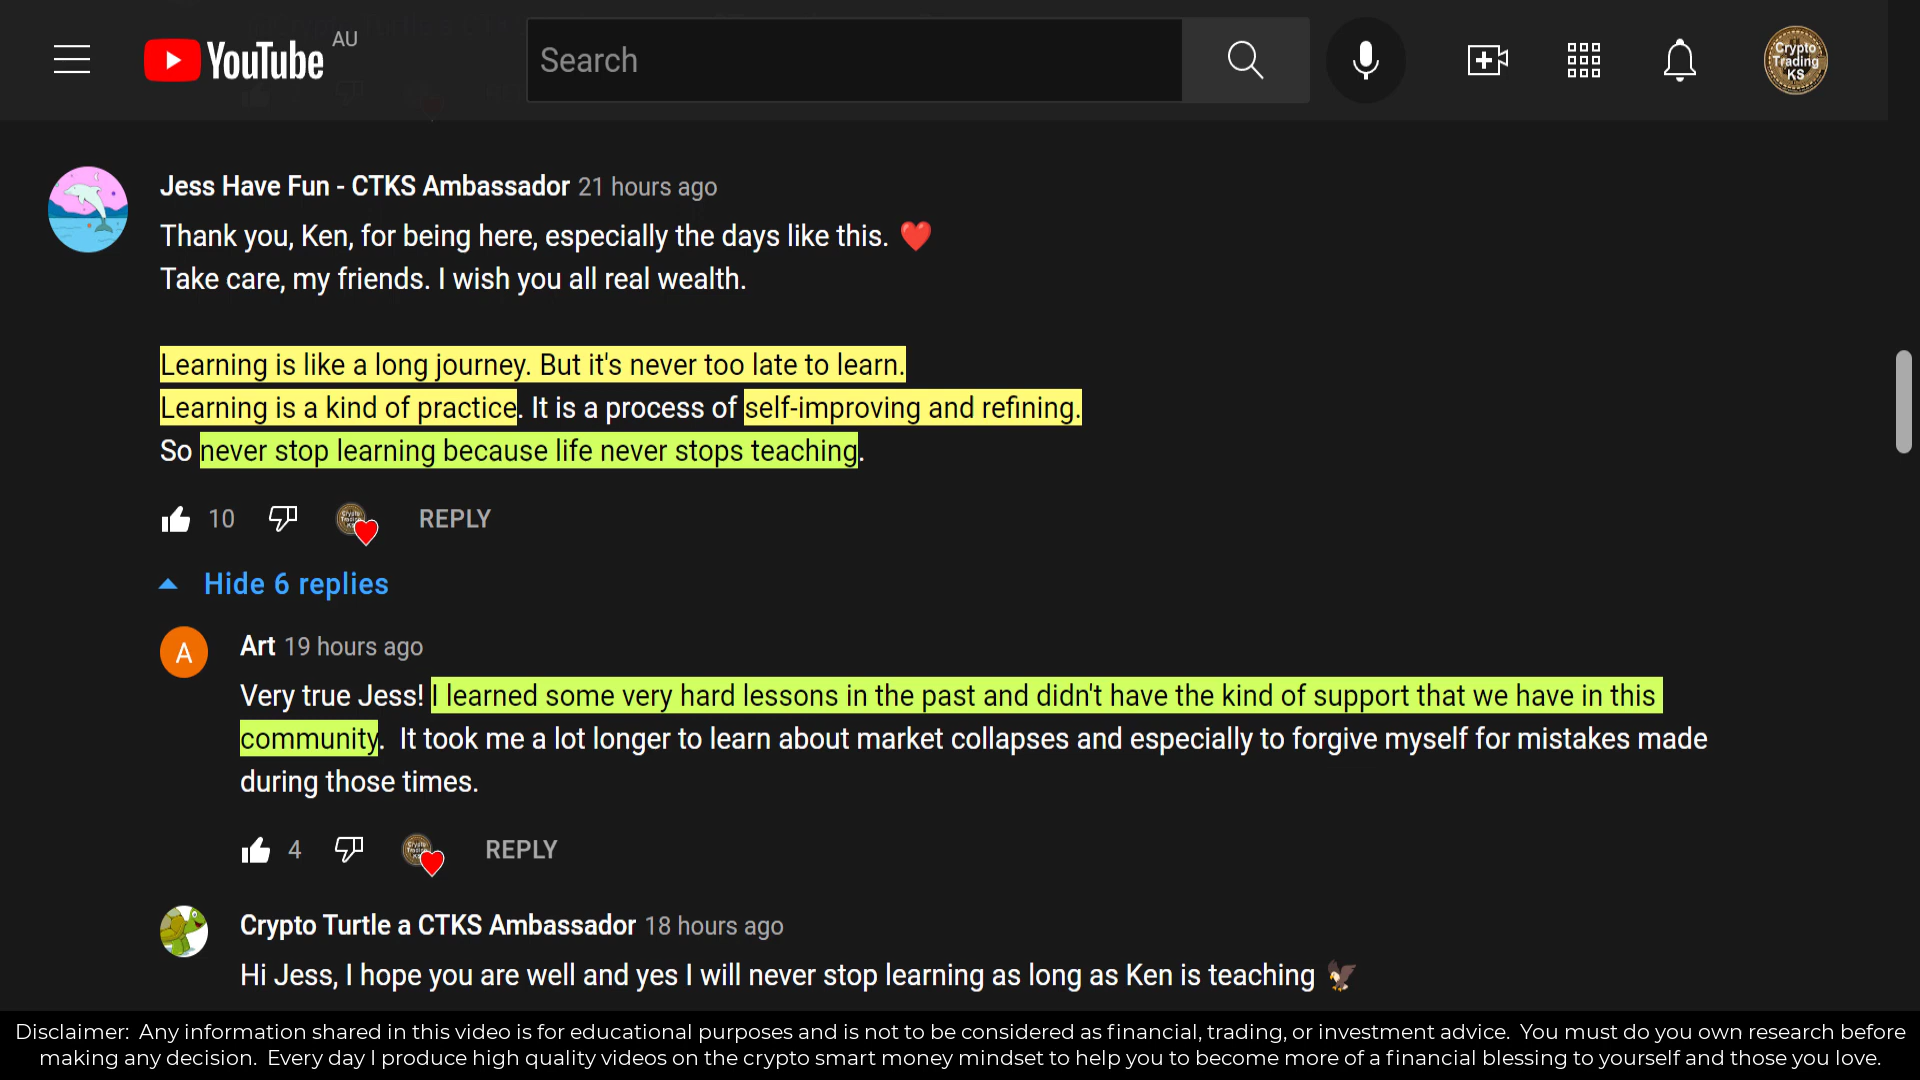 YouTube AU
Search
Crypto
Trading
KS
Jess Have Fun - CTKS Ambassador 21 hours ago
Thank you, Ken, for being here, especially the days like this. ❤️
Take care, my friends. I wish you all real wealth.
Learning is like a long journey. But it's never too late to learn.
Learning is a kind of practice. It is a process of self-improving and refining.
So never stop learning because life never stops teaching.
10 REPLY
Hide 6 replies
A
Art 19 hours ago
Very true Jess! I learned some very hard lessons in the past and didn't have the kind of support that we have in this
community.  It took me a lot longer to learn about market collapses and especially to forgive myself for mistakes made
during those times.
4 REPLY
Crypto Turtle a CTKS Ambassador 18 hours ago
Hi Jess, I hope you are well and yes I will never stop learning as long as Ken is teaching 🦅
Disclaimer:  Any information shared in this video is for educational purposes and is not to be considered as financial, trading, or investment advice.  You must do you own research before
making any decision.  Every day I produce high quality videos on the crypto smart money mindset to help you to become more of a financial blessing to yourself and those you love.